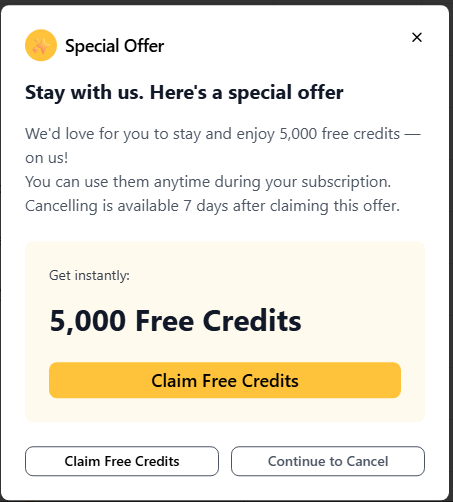 Special Offer
Stay with us. Here's a special offer
We'd love for you to stay and enjoy 5,000 free credits —
on us!
You can use them anytime during your subscription.
Cancelling is available 7 days after claiming this offer.
Get instantly:
5,000 Free Credits
Claim Free Credits
Claim Free Credits
Continue to Cancel